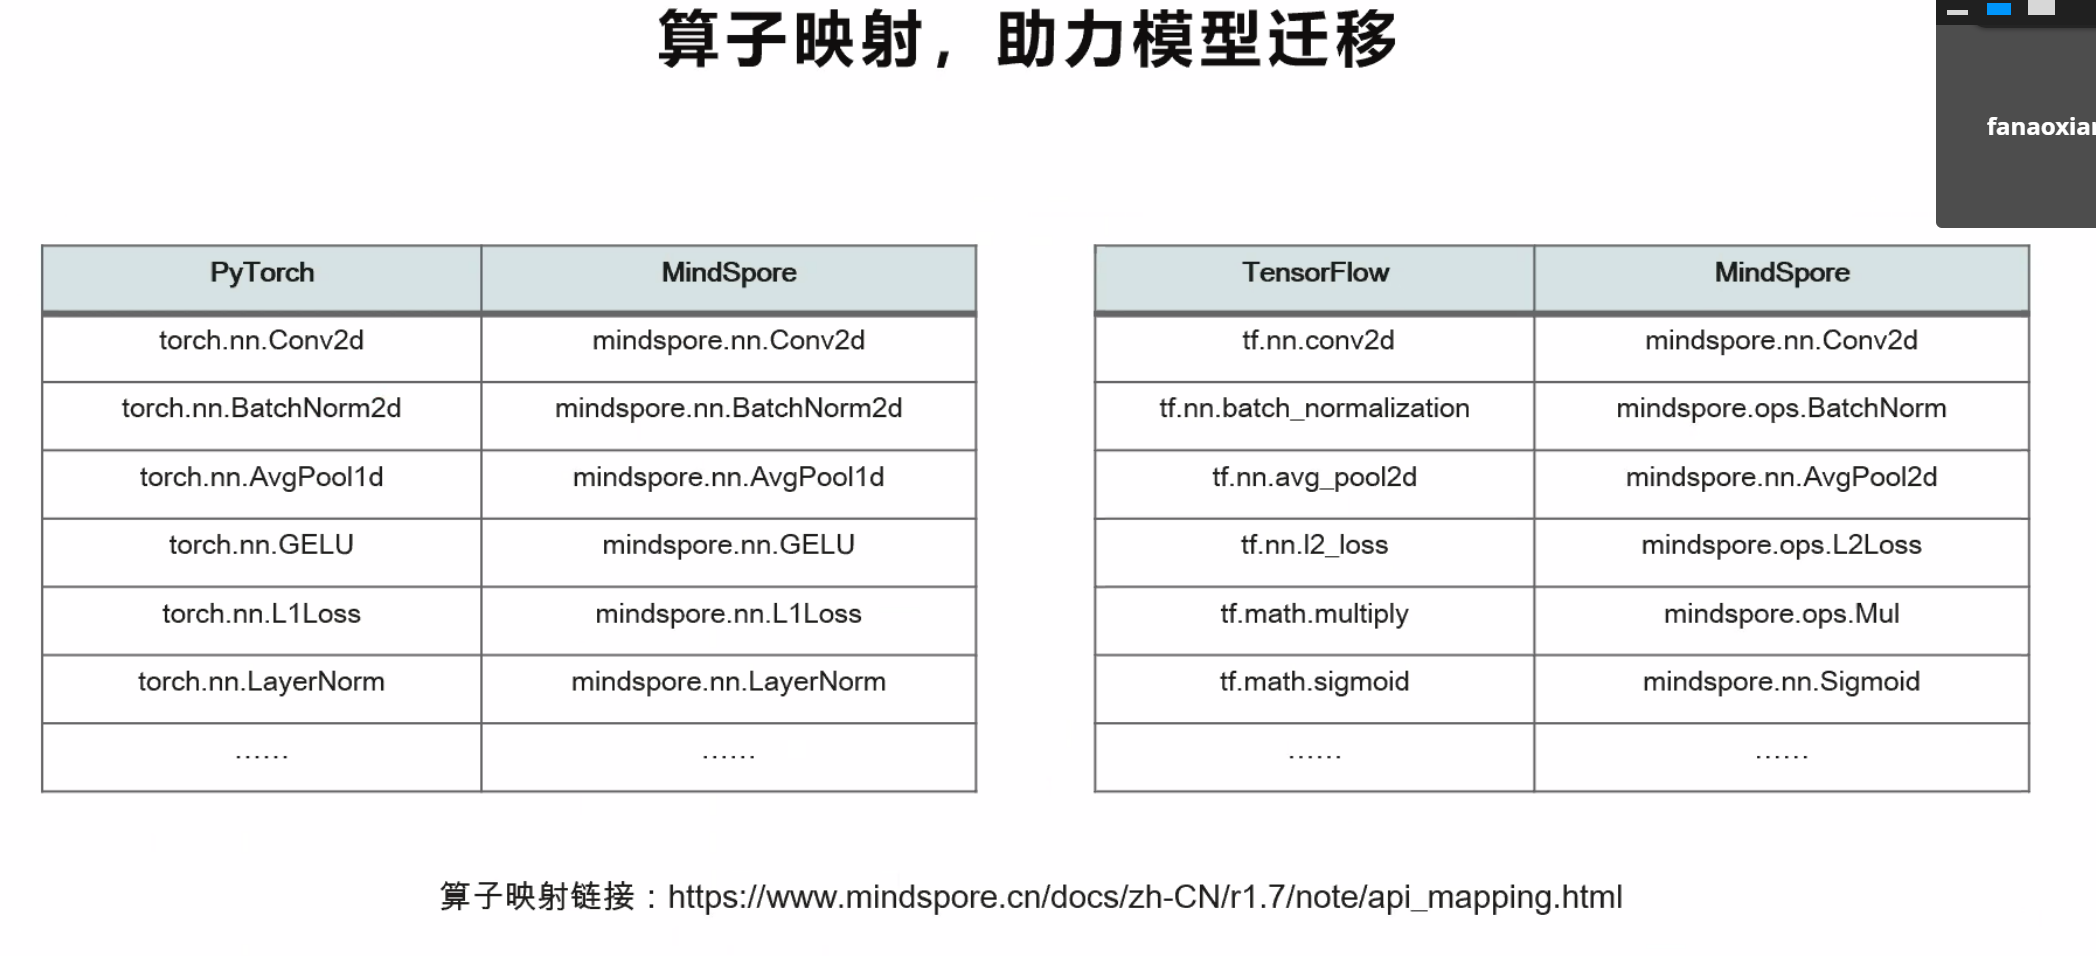 算子映射，助力模型迁移
PyTorch MindSpore
torch.nn.Conv2d mindspore.nn.Conv2d
torch.nn.BatchNorm2d mindspore.nn.BatchNorm2d
torch.nn.AvgPool1d mindspore.nn.AvgPool1d
torch.nn.GELU mindspore.nn.GELU
torch.nn.L1Loss mindspore.nn.L1Loss
torch.nn.LayerNorm mindspore.nn.LayerNorm
...... ......
TensorFlow MindSpore
tf.nn.conv2d mindspore.nn.Conv2d
tf.nn.batch_normalization mindspore.ops.BatchNorm
tf.nn.avg_pool2d mindspore.nn.AvgPool2d
tf.nn.l2_loss mindspore.ops.L2Loss
tf.math.multiply mindspore.ops.Mul
tf.math.sigmoid mindspore.nn.Sigmoid
...... ......
算子映射链接：https://www.mindspore.cn/docs/zh-CN/r1.7/note/api_mapping.html